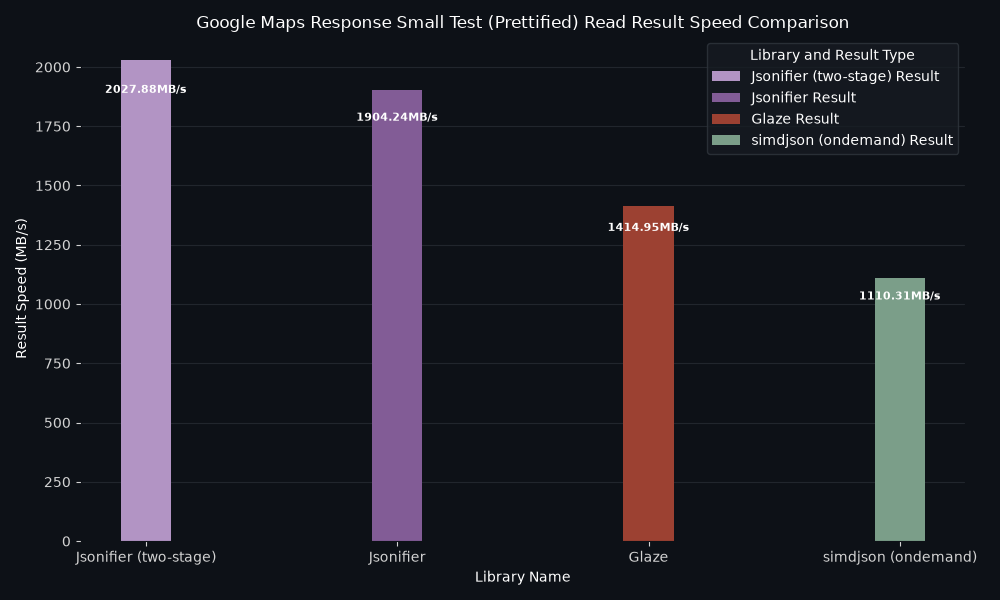 Google Maps Response Small Test (Prettified) Read Result Speed Comparison
Library and Result Type
Jsonifier (two-stage) Result
Jsonifier Result
Glaze Result
simdjson (ondemand) Result
Result Speed (MB/s)
2000
1750
1500
1250
1000
750
500
250
0
2027.88MB/s
1904.24MB/s
1414.95MB/s
1110.31MB/s
Jsonifier (two-stage)
Jsonifier
Glaze
simdjson (ondemand)
Library Name